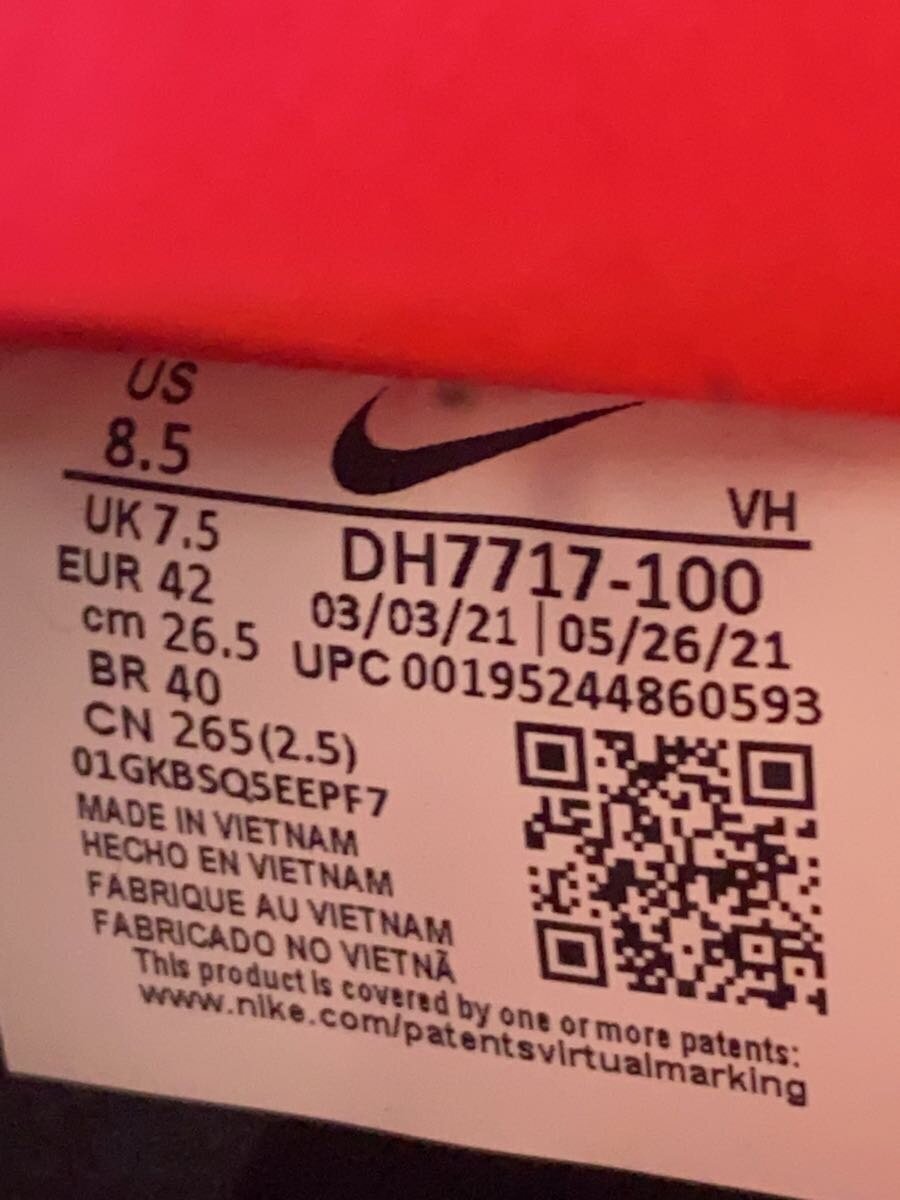 US
8.5
VH
UK 7.5
DH7717-100
EUR 42
03/03/21 | 05/26/21
cm 26.5
UPC 00195244860593
BR 40
CN 265(2.5)
01GKBSQ5EEPF7
MADE IN VIETNAM
HECHO EN VIETNAM
FABRIQUE AU VIETNAM
FABRICADO NO VIETNÃ
This product is covered by one or more patents:
www.nike.com/patentsvirtualmarking